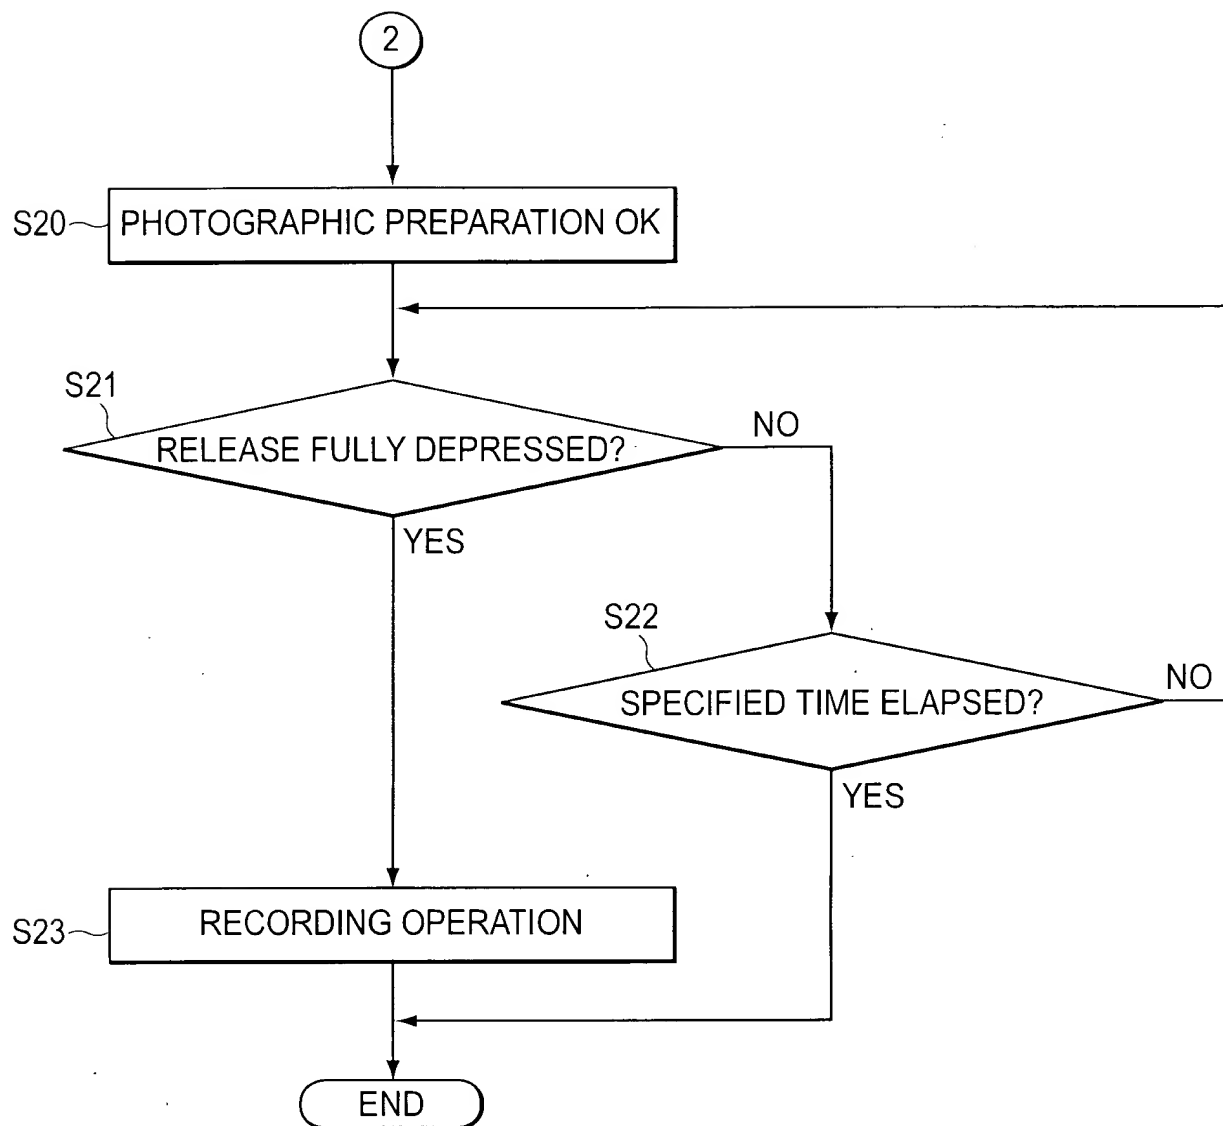 2
S20
PHOTOGRAPHIC PREPARATION OK
S21
RELEASE FULLY DEPRESSED?
NO
YES
S22
SPECIFIED TIME ELAPSED?
NO
YES
S23
RECORDING OPERATION
END